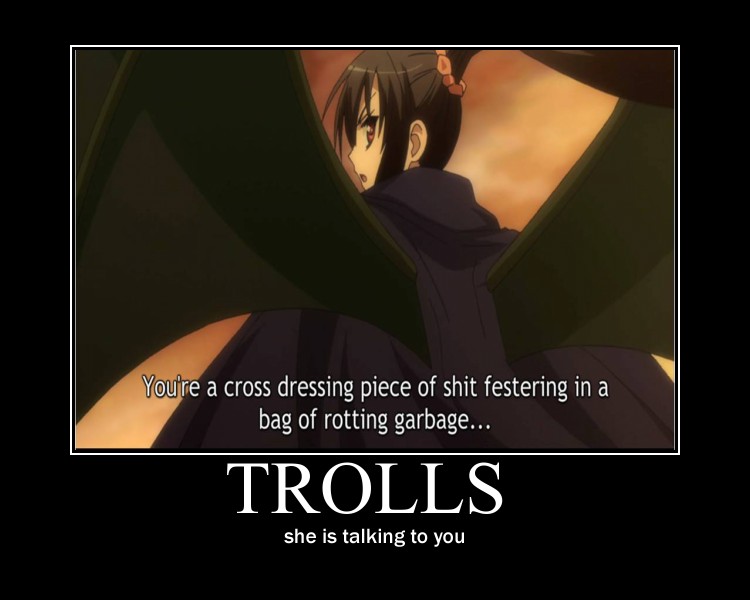 You're a cross dressing piece of shit festering in a
bag of rotting garbage...
TROLLS
she is talking to you